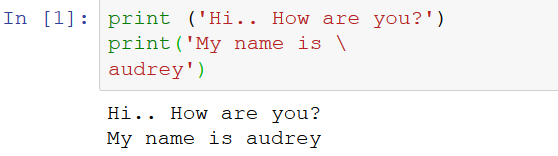 In [1]: print ('Hi.. How are you?')
print('My name is \
audrey')
Hi.. How are you?
My name is audrey